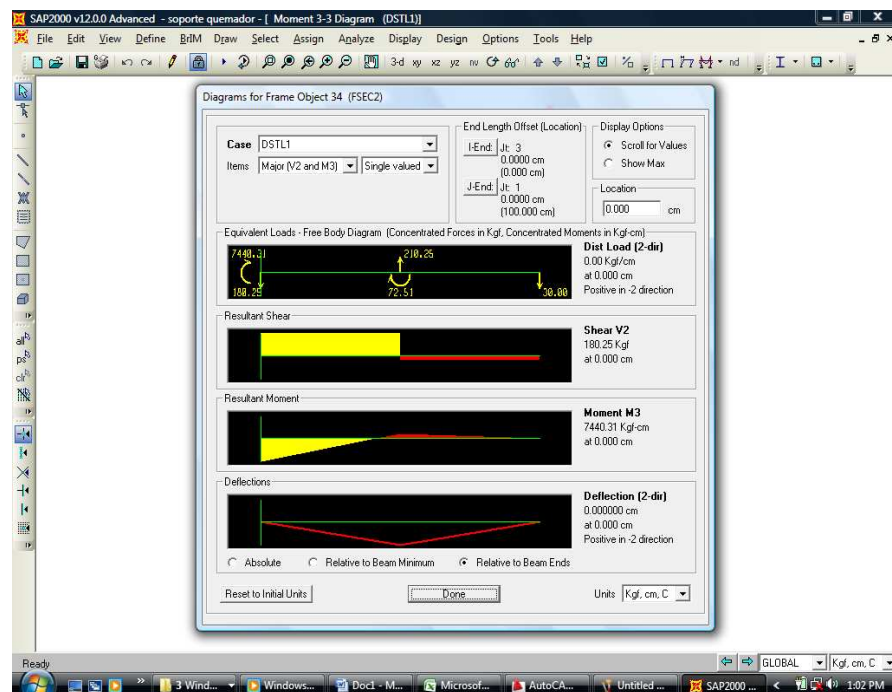 SAP2000 v12.0.0 Advanced - soporte quemador - [ Moment 3-3 Diagram (DSTL1)]
File Edit View Define BrIM Draw Select Assign Analyze Display Design Options Tools Help
3-d xy xz yz nv
nd
Diagrams for Frame Object 34 (FSEC2)
Case DSTL1
Items Major (V2 and M3) Single valued
End Length Offset (Location)
I-End: Jt: 3
0.0000 cm
(0.000 cm)
J-End: Jt: 1
0.0000 cm
(100.000 cm)
Display Options
Scroll for Values
Show Max
Location
0.000 cm
Equivalent Loads - Free Body Diagram (Concentrated Forces in Kgf, Concentrated Moments in Kgf-cm)
7440.31 210.25
180.25 72.51 30.00
Dist Load (2-dir)
0.00 Kgf/cm
at 0.000 cm
Positive in -2 direction
Resultant Shear
Shear V2
180.25 Kgf
at 0.000 cm
Resultant Moment
Moment M3
7440.31 Kgf-cm
at 0.000 cm
Deflections
Deflection (2-dir)
0.000000 cm
at 0.000 cm
Positive in -2 direction
Absolute Relative to Beam Minimum Relative to Beam Ends
Reset to Initial Units Done Units Kgf, cm, C
all
ps
clr
Ready GLOBAL Kgf, cm, C
3 Wind... Windows... Doc1 - M... Microsof... AutoCA... Untitled ... SAP2000 ... 1:02 PM